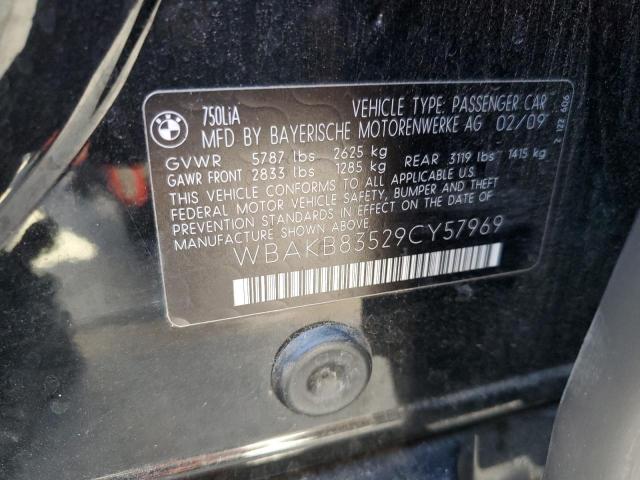 BMW
750LiA VEHICLE TYPE: PASSENGER CAR
MFD BY BAYERISCHE MOTORENWERKE AG 02/09
GVWR 5787 lbs 2625 kg
GAWR FRONT 2833 lbs 1285 kg REAR 3119 lbs 1415 kg
THIS VEHICLE CONFORMS TO ALL APPLICABLE U.S.
FEDERAL MOTOR VEHICLE SAFETY, BUMPER AND THEFT
PREVENTION STANDARDS IN EFFECT ON THE DATE OF
MANUFACTURE SHOWN ABOVE
WBAKB83529CY57969